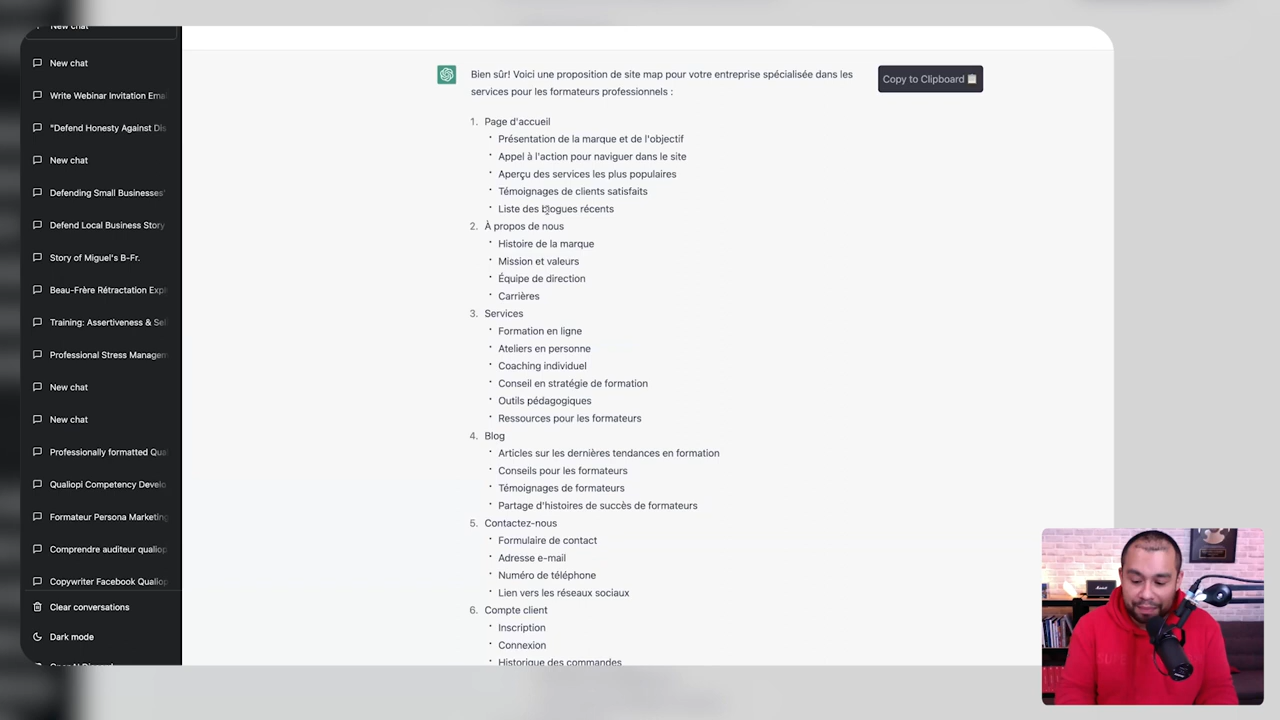 New chat
New chat
Write Webinar Invitation Ema
"Defend Honesty Against Dis
New chat
Defending Small Businesses'
Defend Local Business Story
Story of Miguel's B-Fr.
Beau-Frère Rétractation Exp
Training: Assertiveness & Sel
Professional Stress Managem
New chat
New chat
Professionally formatted Qua
Qualiopi Competency Develo
Formateur Persona Marketing
Comprendre auditeur qualiop
Copywriter Facebook Qualiop
Clear conversations
Dark mode
Bien sûr! Voici une proposition de site map pour votre entreprise spécialisée dans les
services pour les formateurs professionnels :
Copy to Clipboard
1. Page d'accueil
• Présentation de la marque et de l'objectif
• Appel à l'action pour naviguer dans le site
• Aperçu des services les plus populaires
• Témoignages de clients satisfaits
• Liste des blogues récents
2. À propos de nous
• Histoire de la marque
• Mission et valeurs
• Équipe de direction
• Carrières
3. Services
• Formation en ligne
• Ateliers en personne
• Coaching individuel
• Conseil en stratégie de formation
• Outils pédagogiques
• Ressources pour les formateurs
4. Blog
• Articles sur les dernières tendances en formation
• Conseils pour les formateurs
• Témoignages de formateurs
• Partage d'histoires de succès de formateurs
5. Contactez-nous
• Formulaire de contact
• Adresse e-mail
• Numéro de téléphone
• Lien vers les réseaux sociaux
6. Compte client
• Inscription
• Connexion
• Historique des commandes